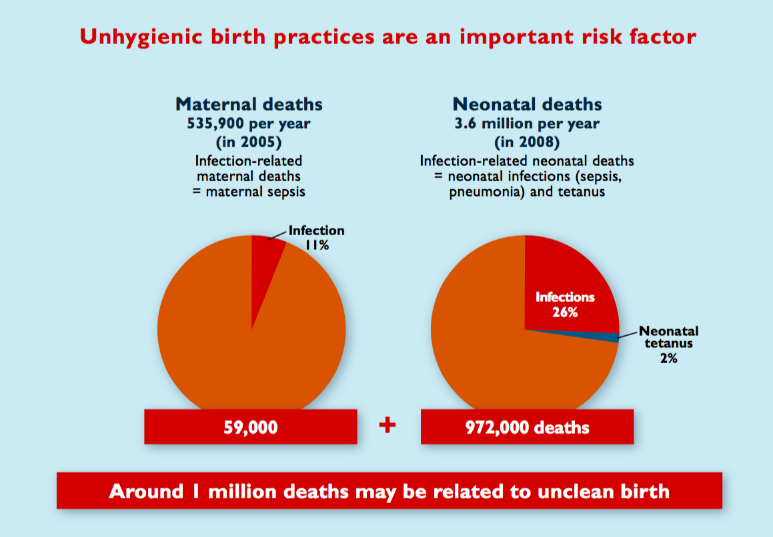 Unhygienic birth practices are an important risk factor
Maternal deaths
535,900 per year
(in 2005)
Infection-related
maternal deaths
= maternal sepsis
Neonatal deaths
3.6 million per year
(in 2008)
Infection-related neonatal deaths
= neonatal infections (sepsis,
pneumonia) and tetanus
Infection
11%
Infections
26%
Neonatal
tetanus
2%
59,000
+
972,000 deaths
Around 1 million deaths may be related to unclean birth